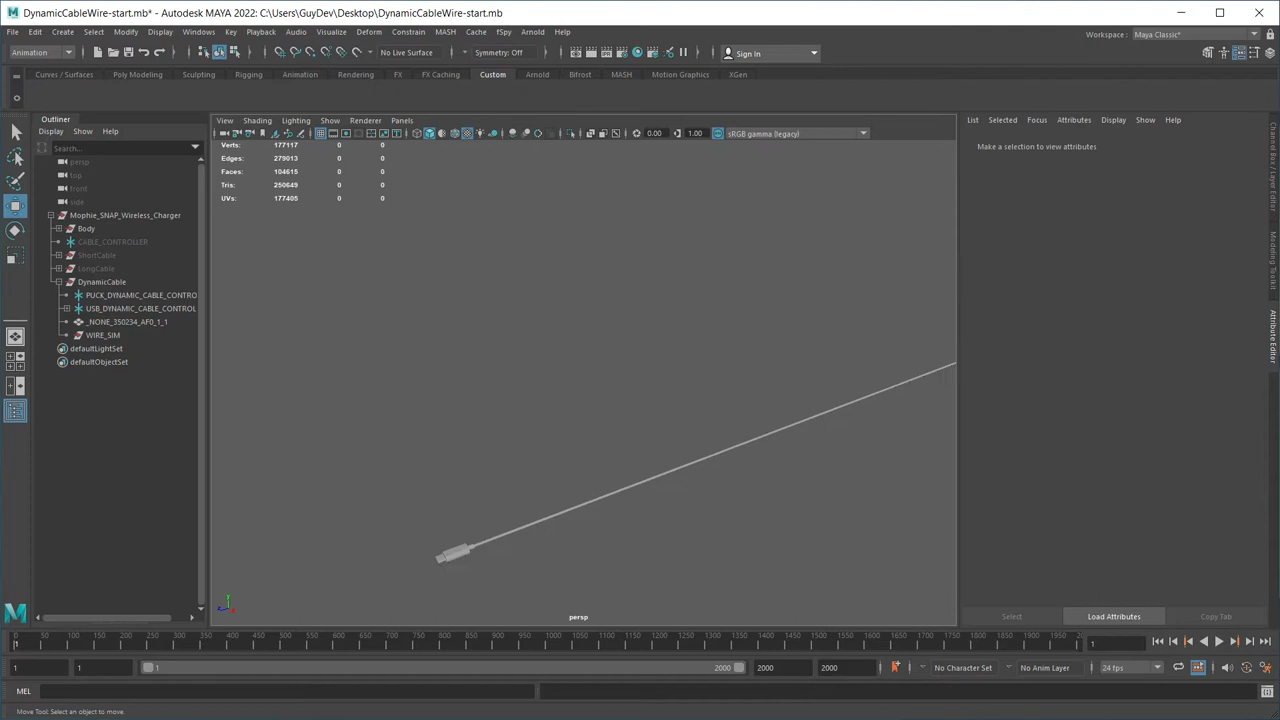 DynamicCableWire-start.mb* - Autodesk MAYA 2022: C:\Users\GuyDev\Desktop\DynamicCableWire-start.mb
File Edit Create Select Modify Display Windows Key Playback Audio Visualize Deform Constrain MASH Cache fSpy Arnold Help
Workspace : Maya Classic*
Animation No Live Surface Symmetry: Off Sign In
Curves / Surfaces Poly Modeling Sculpting Rigging Animation Rendering FX FX Caching Custom Arnold Bifrost MASH Motion Graphics XGen
Outliner
Display Show Help
Search...
persp
top
front
side
Mophie_SNAP_Wireless_Charger
Body
CABLE_CONTROLLER
ShortCable
LongCable
DynamicCable
PUCK_DYNAMIC_CABLE_CONTRO
USB_DYNAMIC_CABLE_CONTROL
_NONE_350234_AF0_1_1
WIRE_SIM
defaultLightSet
defaultObjectSet
View Shading Lighting Show Renderer Panels
0.00 1.00 sRGB gamma (legacy)
Verts: 177117 0 0
Edges: 279013 0 0
Faces: 104615 0 0
Tris: 250649 0 0
UVs: 177405 0 0
y
z x
persp
List Selected Focus Attributes Display Show Help
Make a selection to view attributes
Select Load Attributes Copy Tab
Channel Box / Layer Editor
Modeling Toolkit
Attribute Editor
0 50 100 150 200 250 300 350 400 450 500 550 600 650 700 750 800 850 900 950 1000 1050 1100 1150 1200 1250 1300 1350 1400 1450 1500 1550 1600 1650 1700 1750 1800 1850 1900 1950
1
1
1 1 1 2000 2000 2000 No Character Set No Anim Layer 24 fps
MEL
Move Tool: Select an object to move.